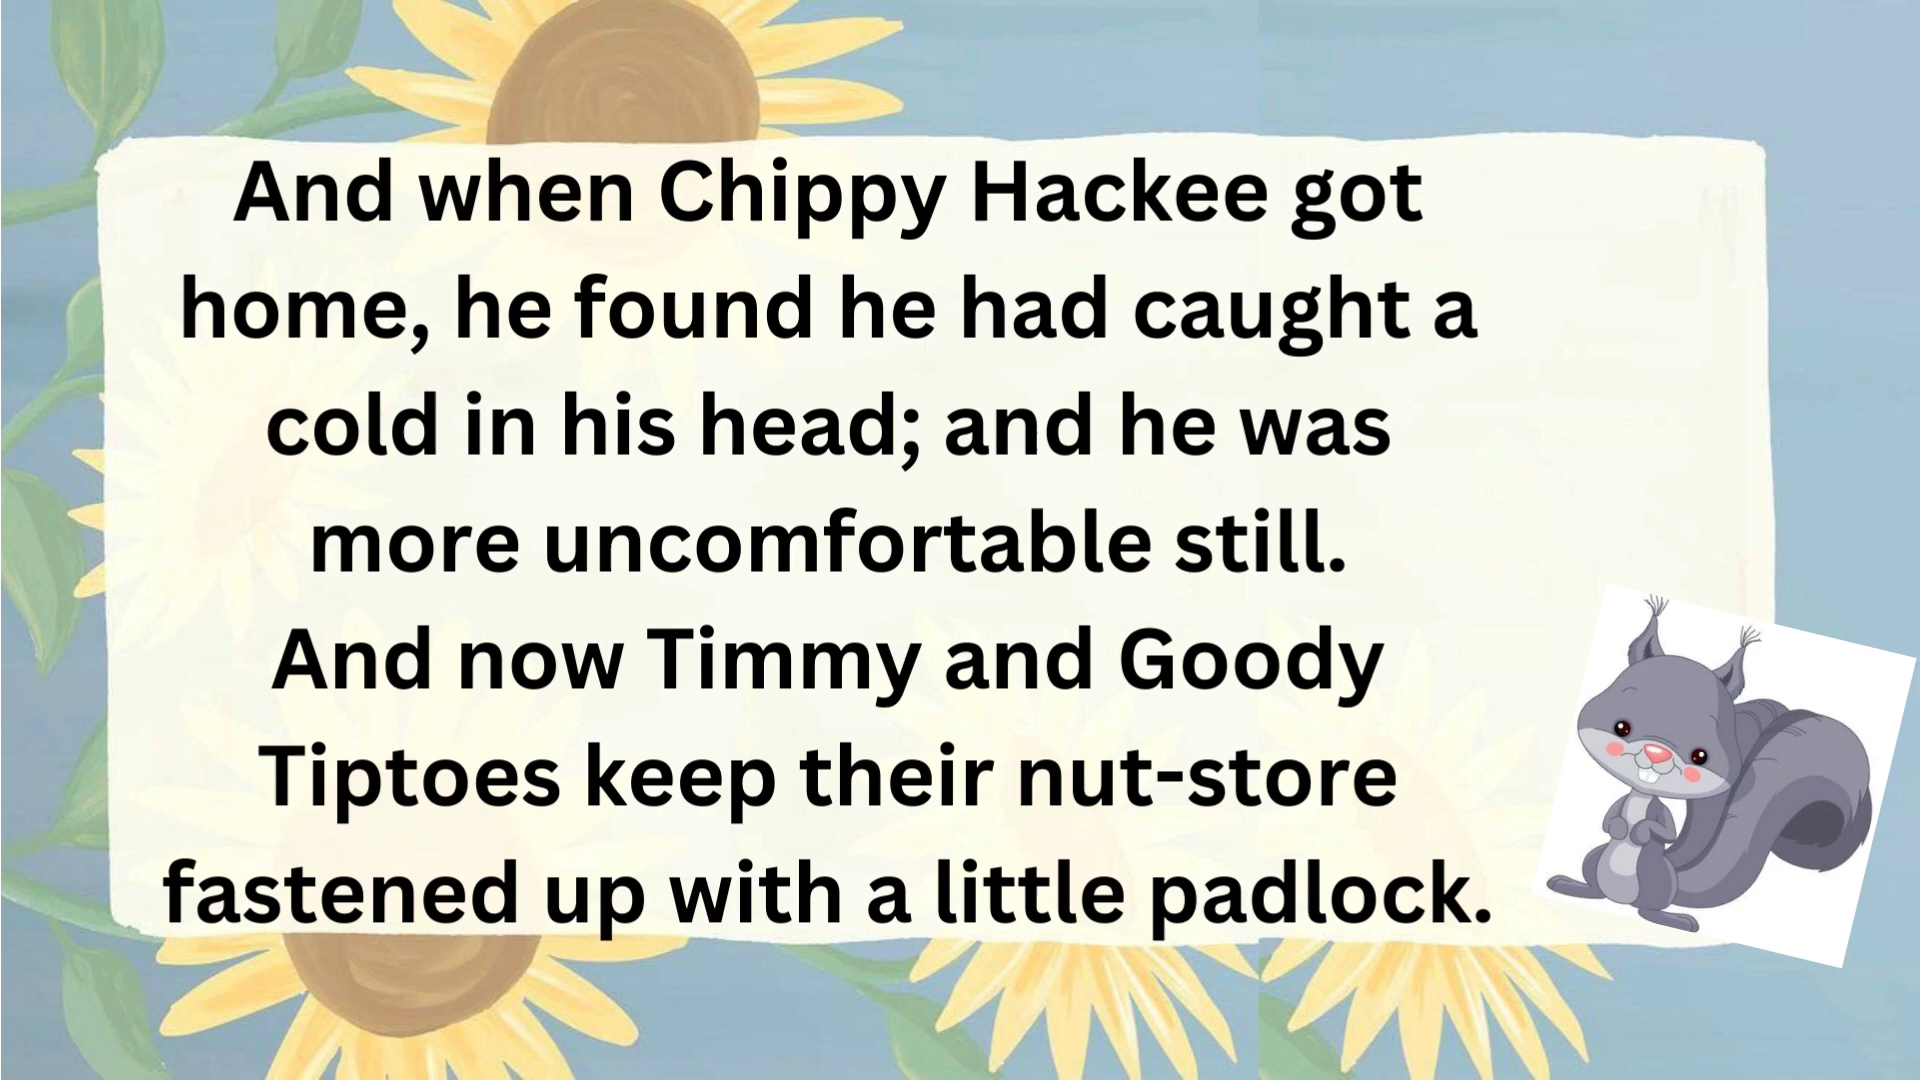 And when Chippy Hackee got
home, he found he had caught a
cold in his head; and he was
more uncomfortable still.
And now Timmy and Goody
Tiptoes keep their nut-store
fastened up with a little padlock.